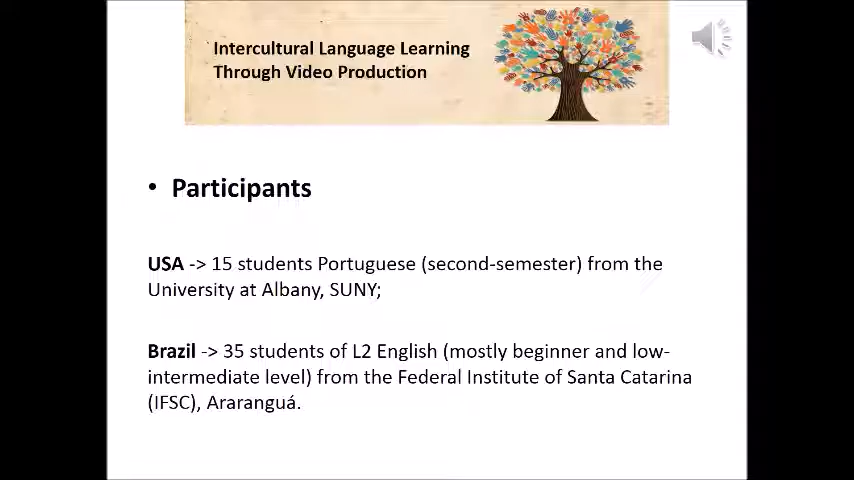 Intercultural Language Learning
Through Video Production
• Participants
USA -> 15 students Portuguese (second-semester) from the
University at Albany, SUNY;
Brazil -> 35 students of L2 English (mostly beginner and low-
intermediate level) from the Federal Institute of Santa Catarina
(IFSC), Araranguá.